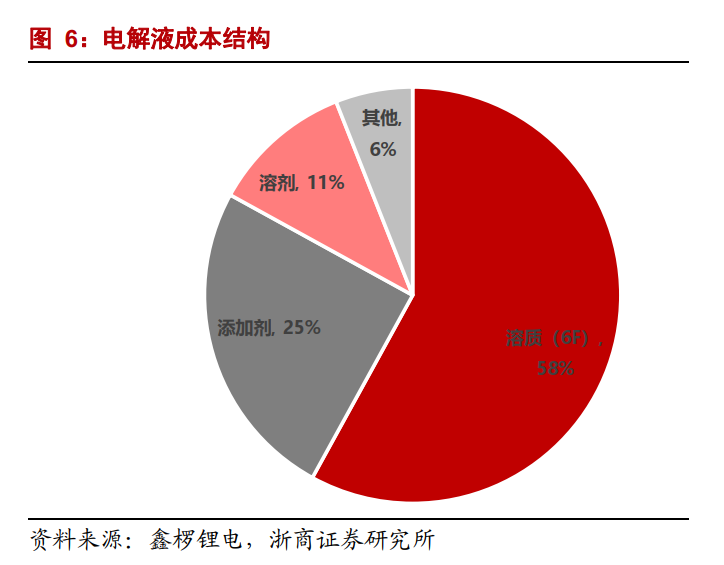 图 6：电解液成本结构
其他,
6%
溶剂, 11%
添加剂, 25%
溶质（6F）,
58%
资料来源：鑫椤锂电，浙商证券研究所